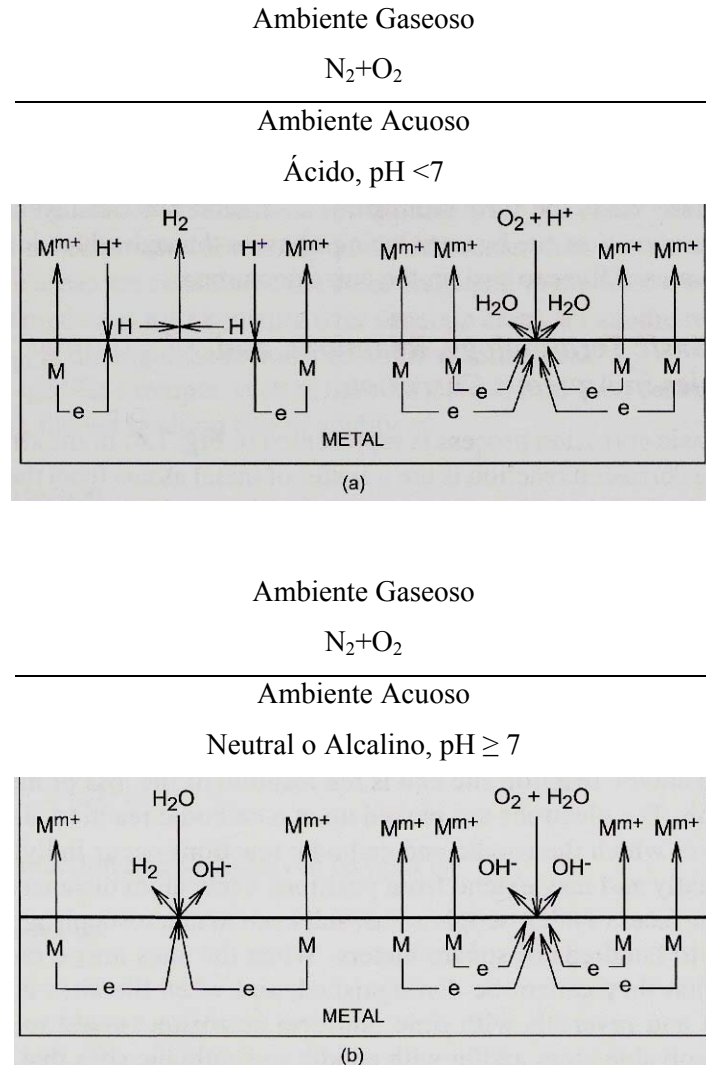 Ambiente Gaseoso
N₂+O₂
Ambiente Acuoso
Ácido, pH <7
H₂ O₂ + H⁺
Mᵐ⁺ H⁺ H⁺ Mᵐ⁺ Mᵐ⁺ Mᵐ⁺ Mᵐ⁺ Mᵐ⁺
H H H₂O H₂O
M M M M M M
e e e e e e
METAL
(a)
Ambiente Gaseoso
N₂+O₂
Ambiente Acuoso
Neutral o Alcalino, pH ≥ 7
H₂O O₂ + H₂O
Mᵐ⁺ Mᵐ⁺ Mᵐ⁺ Mᵐ⁺ Mᵐ⁺ Mᵐ⁺
H₂ OH⁻ OH⁻ OH⁻
M M M M M M
e e
e e e e
METAL
(b)